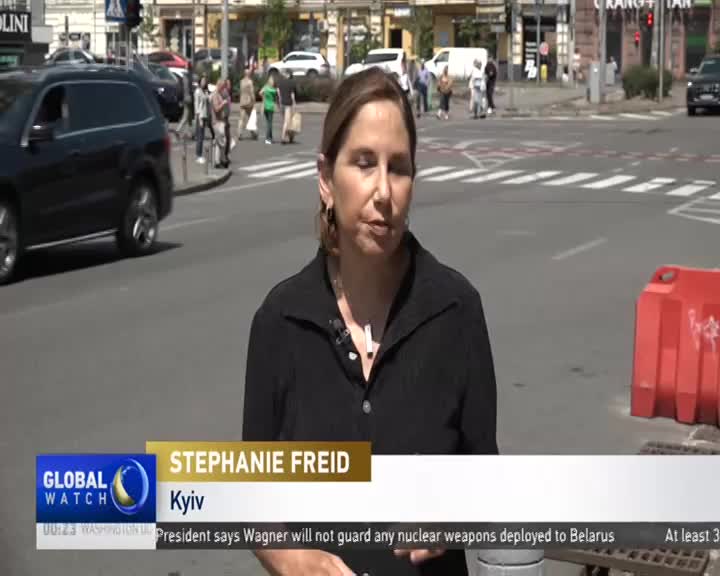 OLINI
STEPHANIE FREID
GLOBAL
WATCH
Kyiv
00:23 WASHINGTON DC
President says Wagner will not guard any nuclear weapons deployed to Belarus At least 3